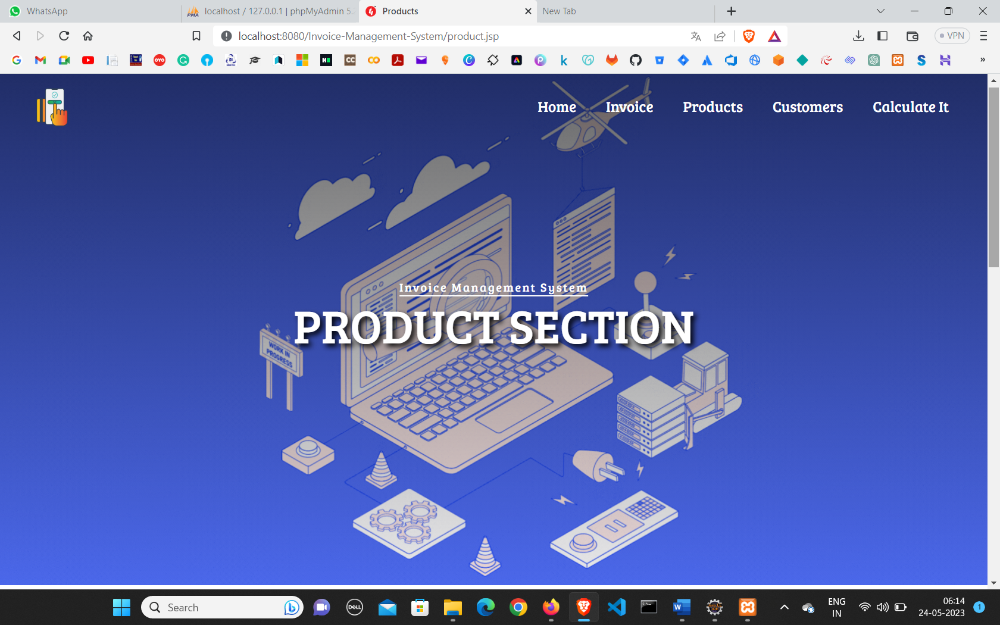 WhatsApp
localhost / 127.0.0.1 | phpMyAdmin 5.
Products
New Tab
localhost:8080/Invoice-Management-System/product.jsp
VPN
Home
Invoice
Products
Customers
Calculate It
Invoice Management System
PRODUCT SECTION
WORK IN
PROGRESS
Search
ENG
IN
06:14
24-05-2023
1